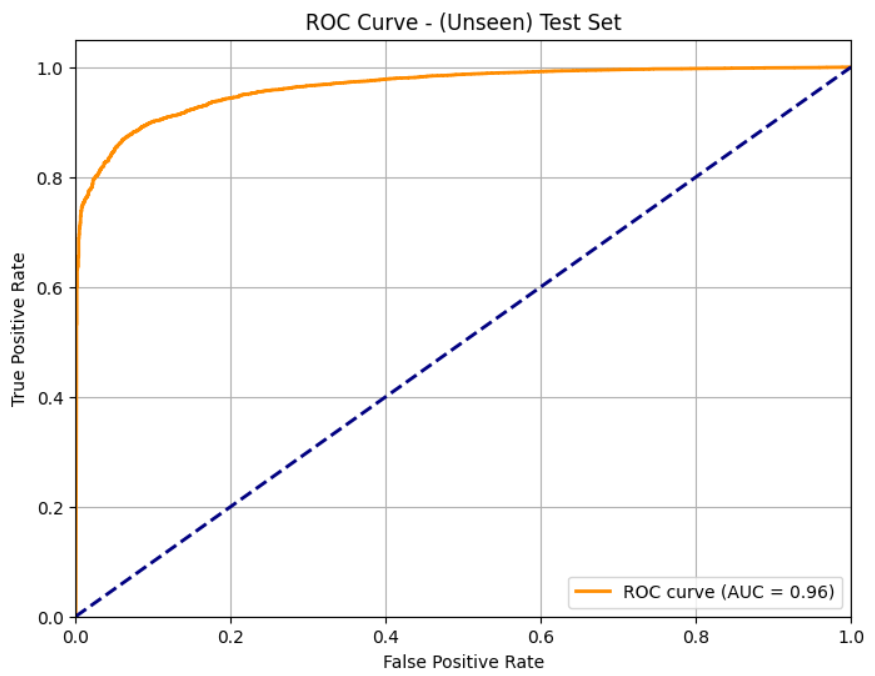 ROC Curve - (Unseen) Test Set
True Positive Rate
1.0
0.8
0.6
0.4
0.2
0.0
0.0 0.2 0.4 0.6 0.8 1.0
False Positive Rate
ROC curve (AUC = 0.96)